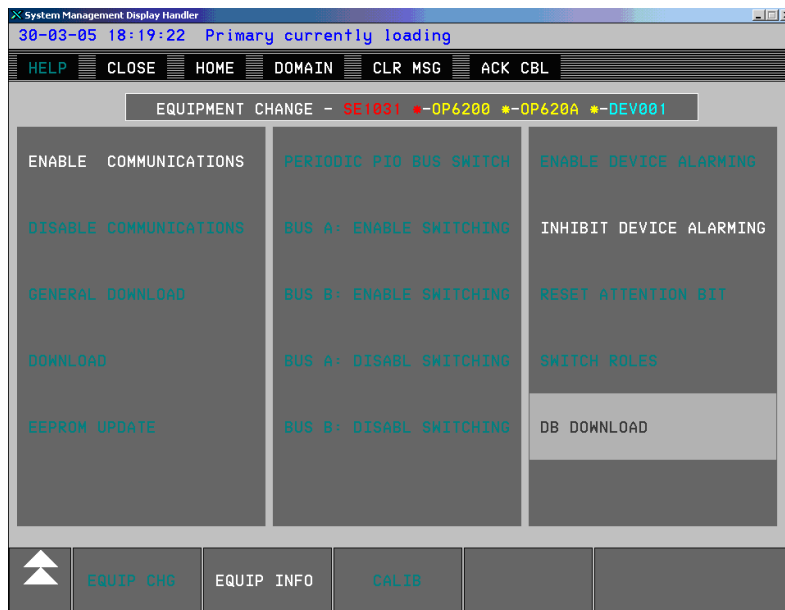 System Management Display Handler
30-03-05 18:19:22 Primary currently loading
HELP CLOSE HOME DOMAIN CLR MSG ACK CBL
EQUIPMENT CHANGE - SE1031 *-OP6200 *-OP620A *-DEV001
ENABLE COMMUNICATIONS
DISABLE COMMUNICATIONS
GENERAL DOWNLOAD
DOWNLOAD
EEPROM UPDATE
PERIODIC PIO BUS SWITCH
BUS A: ENABLE SWITCHING
BUS B: ENABLE SWITCHING
BUS A: DISABL SWITCHING
BUS B: DISABL SWITCHING
ENABLE DEVICE ALARMING
INHIBIT DEVICE ALARMING
RESET ATTENTION BIT
SWITCH ROLES
DB DOWNLOAD
EQUIP CHG EQUIP INFO CALIB